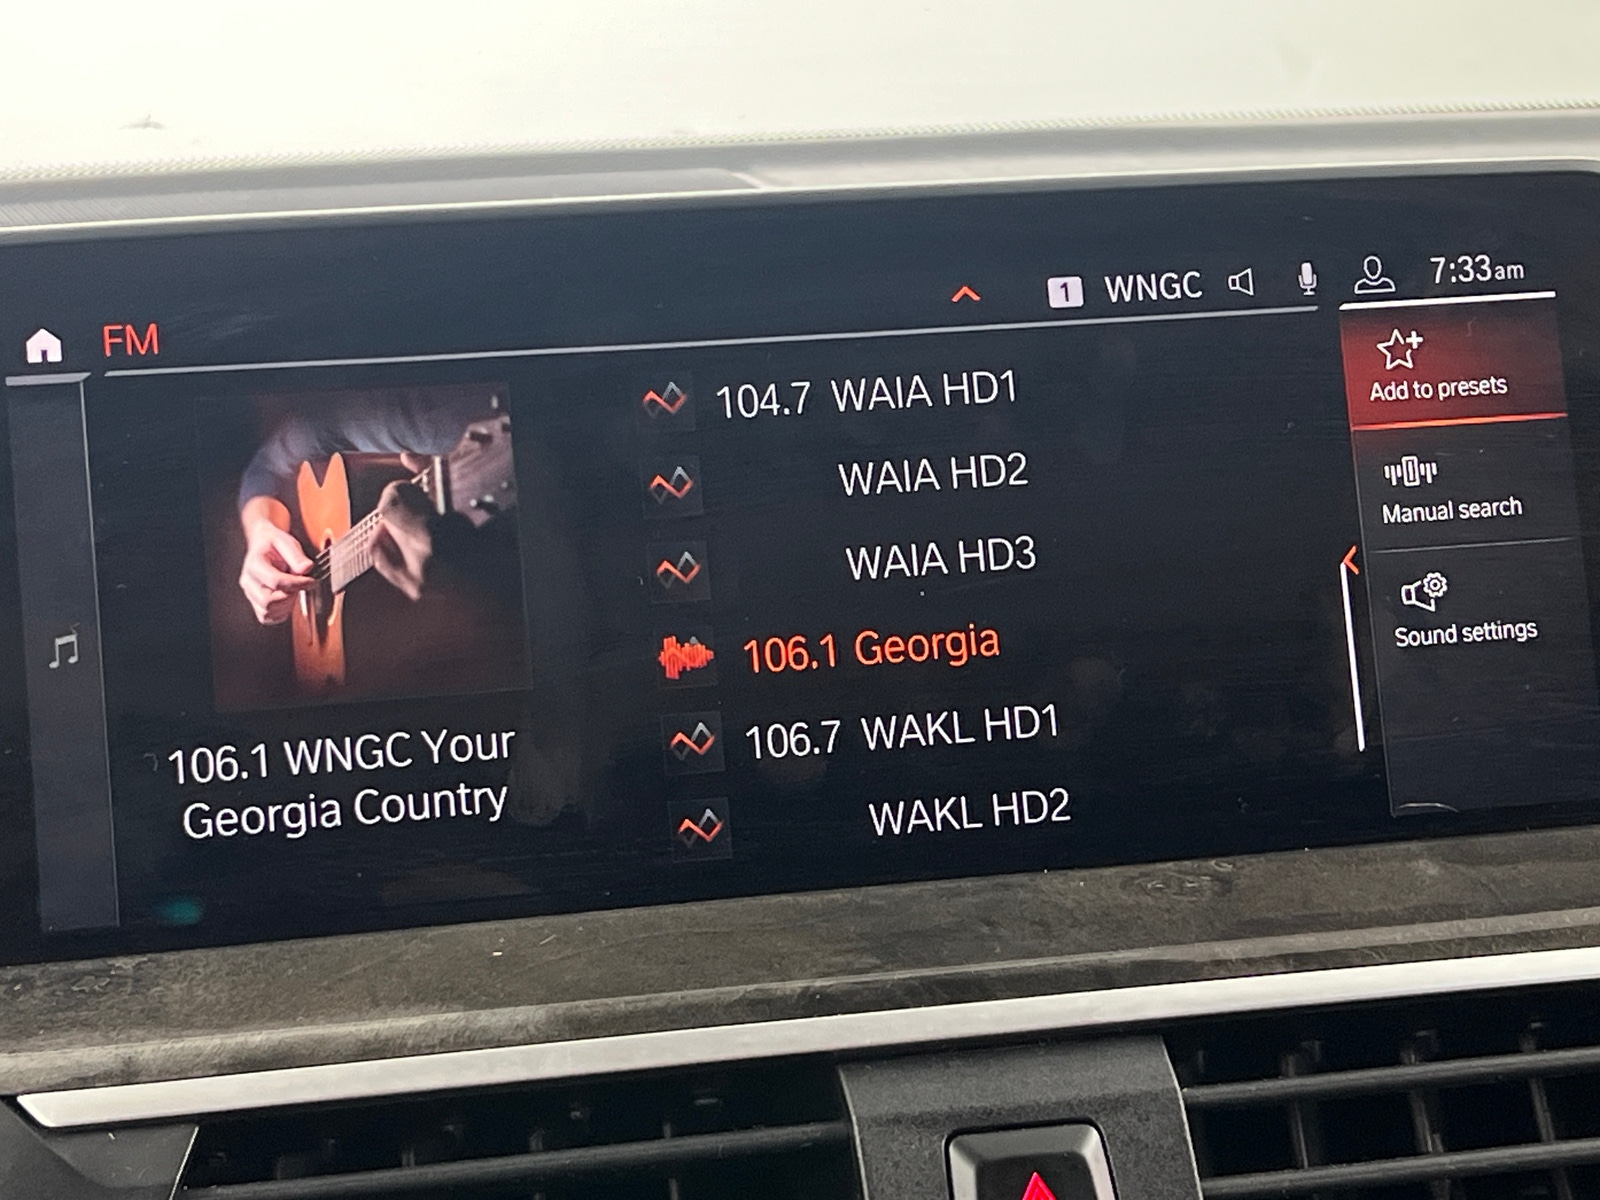 1 WNGC 7:33am
FM
104.7 WAIA HD1
WAIA HD2
WAIA HD3
106.1 Georgia
106.7 WAKL HD1
WAKL HD2
106.1 WNGC Your
Georgia Country
Add to presets
Manual search
Sound settings